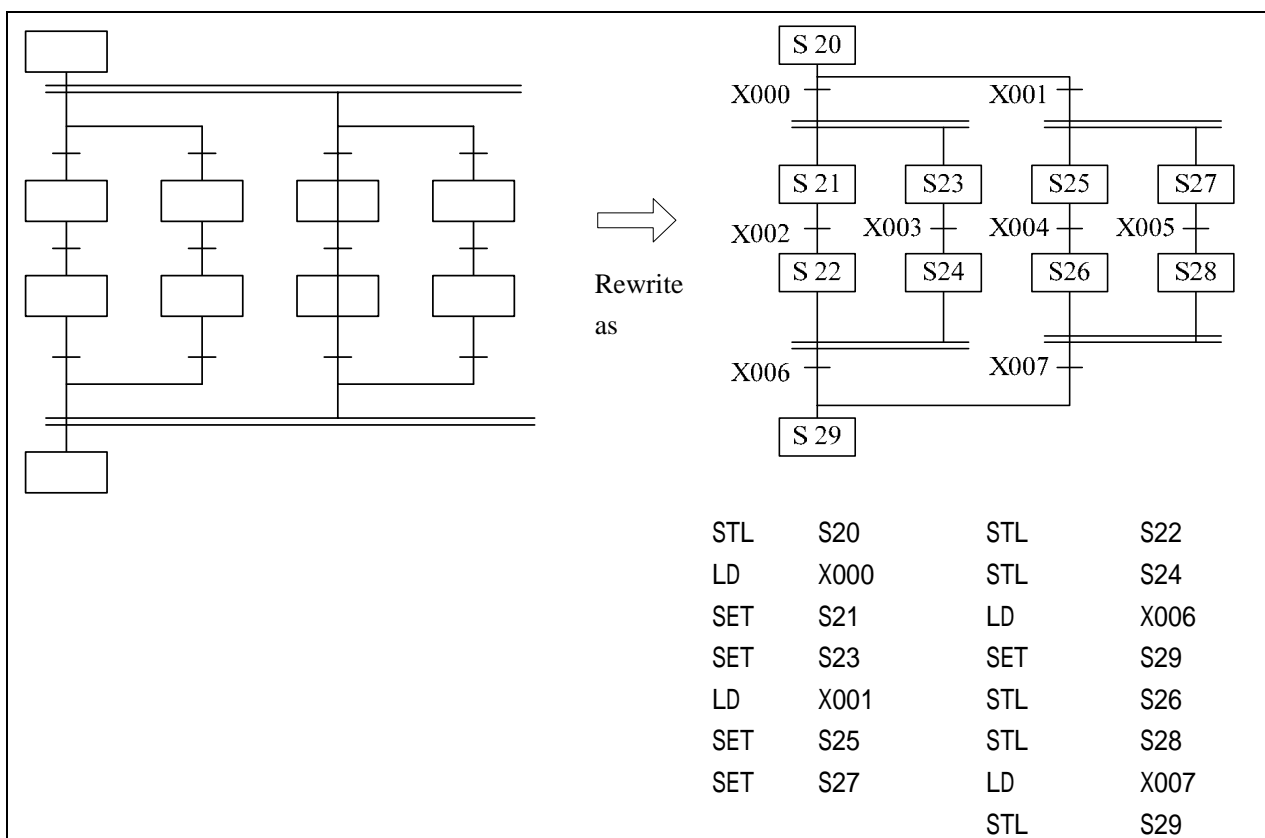 S 20
X000 X001
S 21 S23 S25 S27
X002 X003 X004 X005
S 22 S24 S26 S28
Rewrite
as
X006 X007
S 29
STL S20 STL S22
LD X000 STL S24
SET S21 LD X006
SET S23 SET S29
LD X001 STL S26
SET S25 STL S28
SET S27 LD X007
STL S29